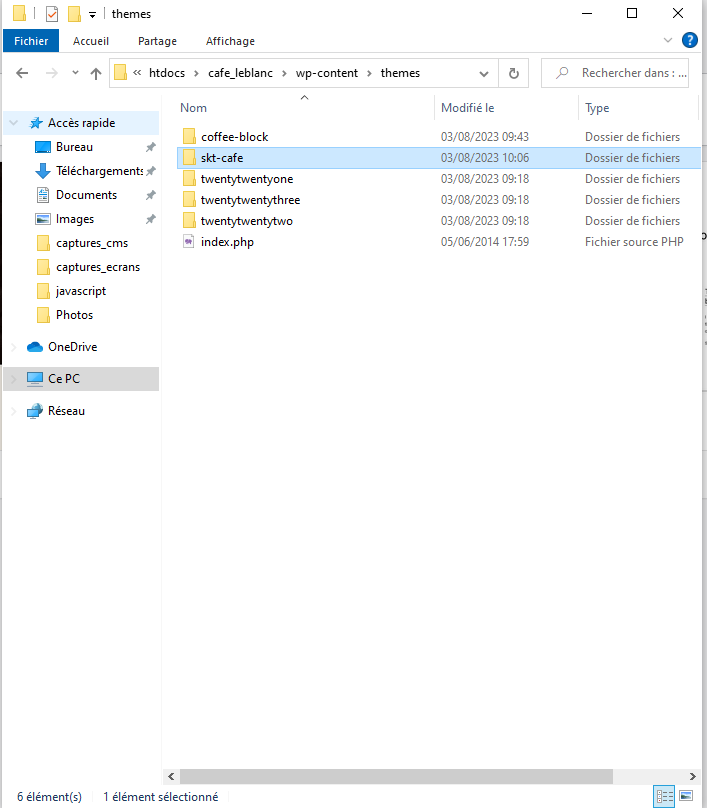 themes
Fichier Accueil Partage Affichage
« htdocs › cafe_leblanc › wp-content › themes Rechercher dans : ...
Nom Modifié le Type
Accès rapide
Bureau
Téléchargements
Documents
Images
captures_cms
captures_ecrans
javascript
Photos
OneDrive
Ce PC
Réseau
coffee-block 03/08/2023 09:43 Dossier de fichiers
skt-cafe 03/08/2023 10:06 Dossier de fichiers
twentytwentyone 03/08/2023 09:18 Dossier de fichiers
twentytwentythree 03/08/2023 09:18 Dossier de fichiers
twentytwentytwo 03/08/2023 09:18 Dossier de fichiers
index.php 05/06/2014 17:59 Fichier source PHP
6 élément(s) 1 élément sélectionné